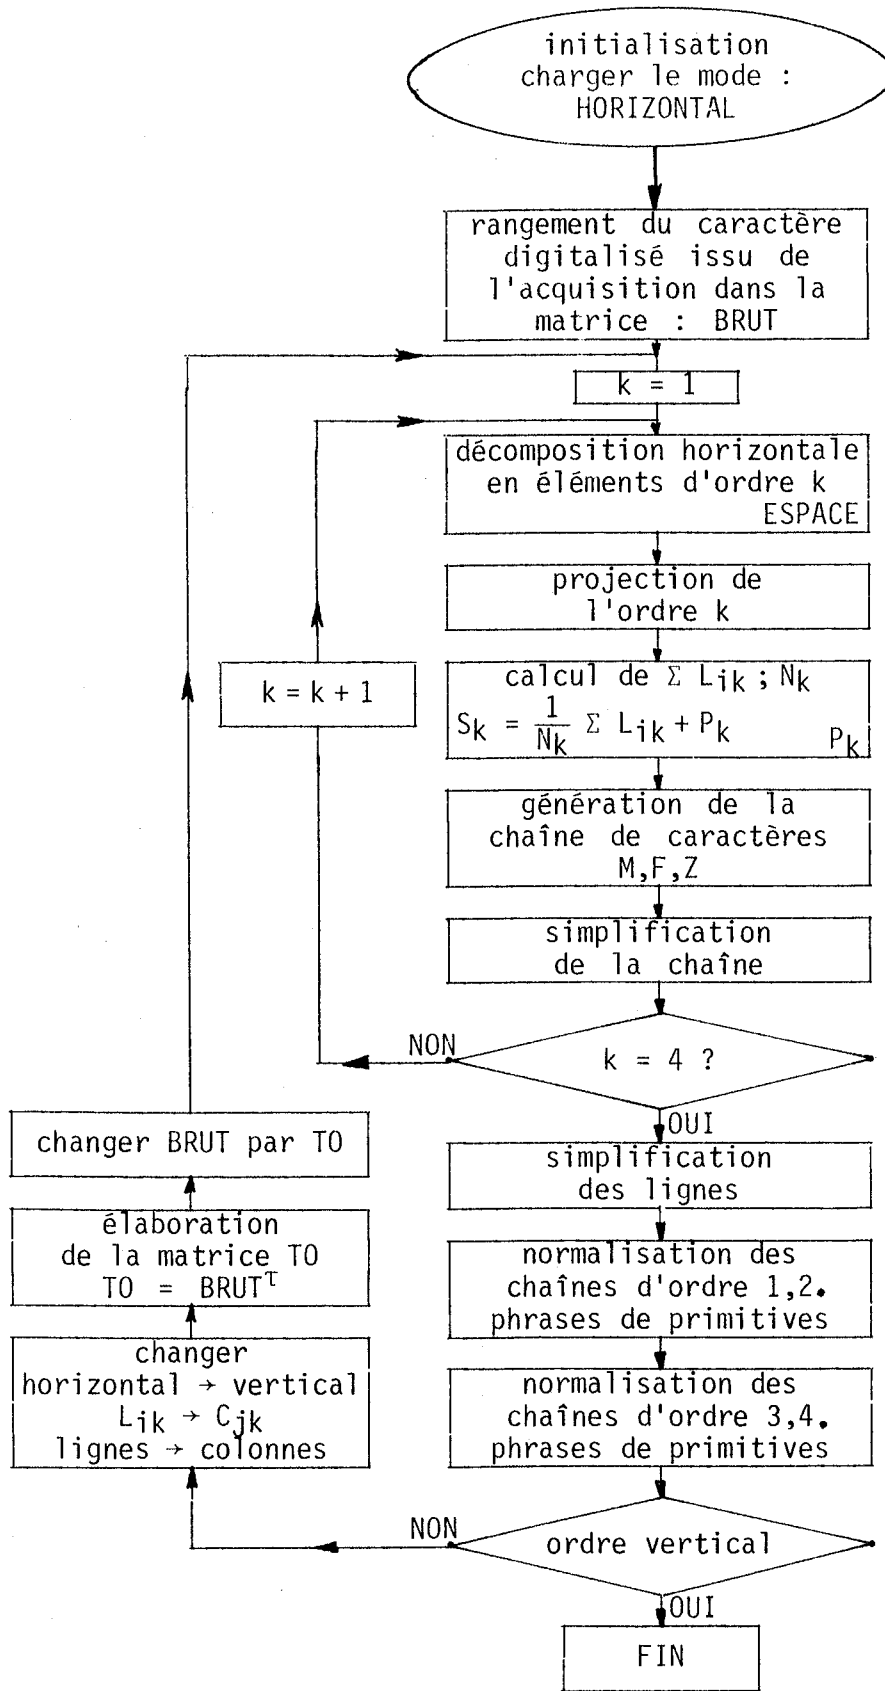 initialisation
charger le mode :
HORIZONTAL
rangement du caractère
digitalisé issu de
l'acquisition dans la
matrice : BRUT
k = 1
décomposition horizontale
en éléments d'ordre k
ESPACE
projection de
l'ordre k
calcul de Σ Lik ; Nk
Sk = 1/Nk Σ Lik + Pk Pk
k = k + 1
génération de la
chaîne de caractères
M,F,Z
simplification
de la chaîne
NON
k = 4 ?
OUI
simplification
des lignes
normalisation des
chaînes d'ordre 1,2.
phrases de primitives
normalisation des
chaînes d'ordre 3,4.
phrases de primitives
NON
ordre vertical
OUI
FIN
changer
horizontal → vertical
Lik → Cjk
lignes → colonnes
élaboration
de la matrice TO
TO = BRUTᵀ
changer BRUT par TO